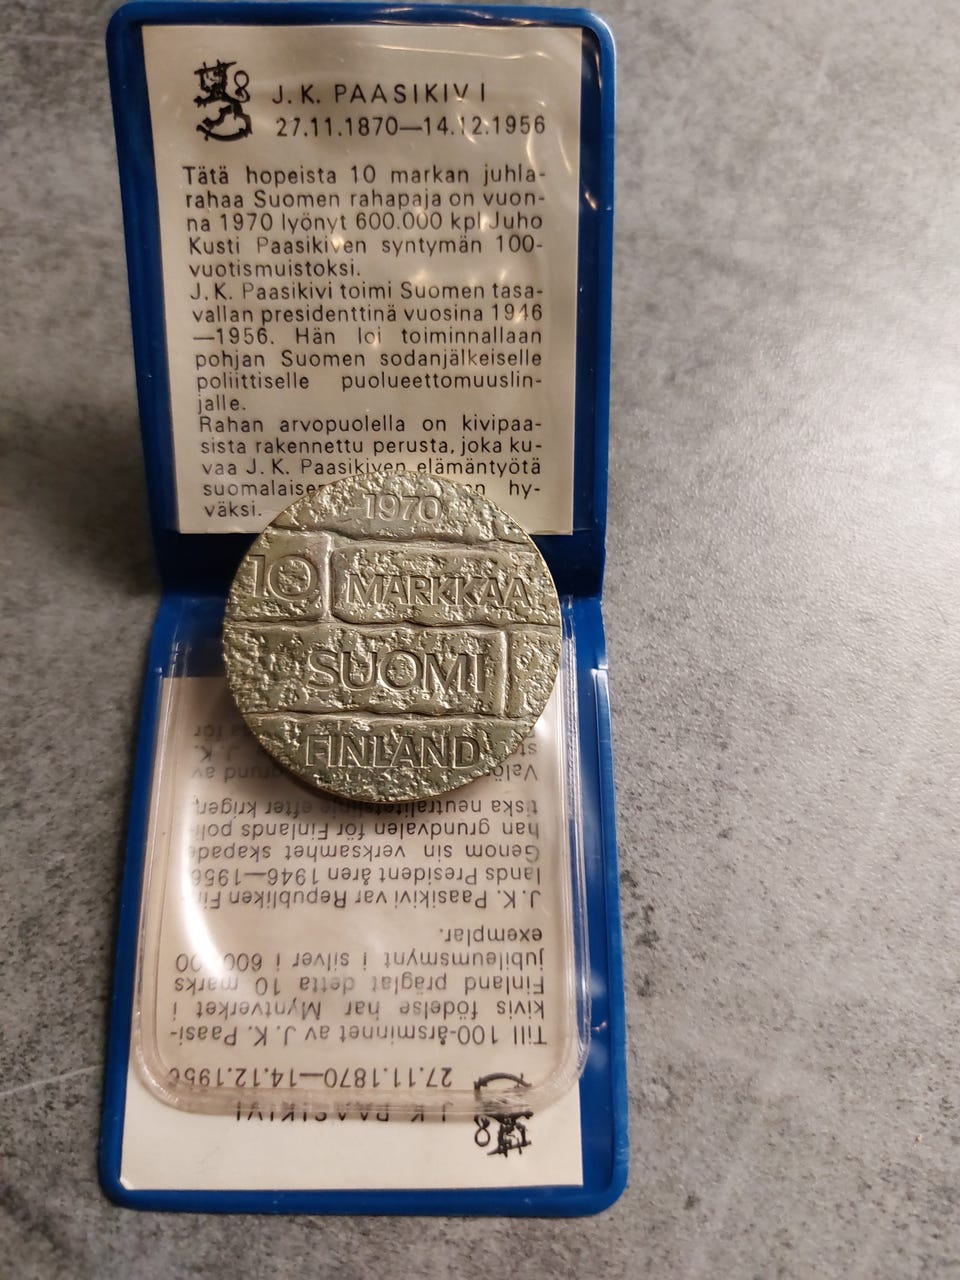 J. K. PAASIKIVI
27.11.1870—14.12.1956
Tätä hopeista 10 markan juhla-
rahaa Suomen rahapaja on vuon-
na 1970 lyönyt 600.000 kpl Juho
Kusti Paasikiven syntymän 100-
vuotismuistoksi.
J. K. Paasikivi toimi Suomen tasa-
vallan presidenttinä vuosina 1946
—1956. Hän loi toiminnallaan
pohjan Suomen sodanjälkeiselle
poliittiselle puolueettomuuslin-
jalle.
Rahan arvopuolella on kivipaa-
sista rakennettu perusta, joka ku-
vaa J. K. Paasikiven elämäntyötä
hy-
väksi.
1970
10 MARKKAA
SUOMI
FINLAND
J. K. PAASIKIVI
27.11.1870—14.12.1956
Till 100-årsminnet av J. K. Paasi-
kivis födelse har Myntverket i
Finland präglat detta 10 marks
jubileumsmynt i silver i
exemplar.
J. K. Paasikivi var Republiken Fin-
lands President åren 1946—1956
Genom sin verksamhet skapade
han grundvalen för Finlands poli-
tiska neutralitetslinje efter kriget,
grund av
J. K.